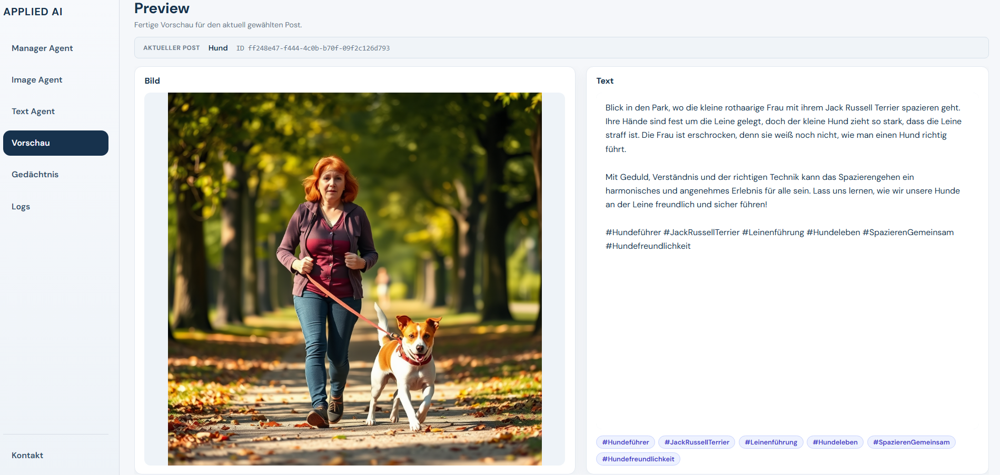 APPLIED AI
Manager Agent
Image Agent
Text Agent
Vorschau
Gedächtnis
Logs
Kontakt
Preview
Fertige Vorschau für den aktuell gewählten Post.
AKTUELLER POST Hund ID ff248e47-f444-4c0b-b70f-09f2c126d793
Bild
Text
Blick in den Park, wo die kleine rothaarige Frau mit ihrem Jack Russell Terrier spazieren geht.
Ihre Hände sind fest um die Leine gelegt, doch der kleine Hund zieht so stark, dass die Leine
straff ist. Die Frau ist erschrocken, denn sie weiß noch nicht, wie man einen Hund richtig
führt.
Mit Geduld, Verständnis und der richtigen Technik kann das Spazierengehen ein
harmonisches und angenehmes Erlebnis für alle sein. Lass uns lernen, wie wir unsere Hunde
an der Leine freundlich und sicher führen!
#Hundeführer #JackRussellTerrier #Leinenführung #Hundeleben #SpazierenGemeinsam
#Hundefreundlichkeit
#Hundeführer #JackRussellTerrier #Leinenführung #Hundeleben #SpazierenGemeinsam
#Hundefreundlichkeit